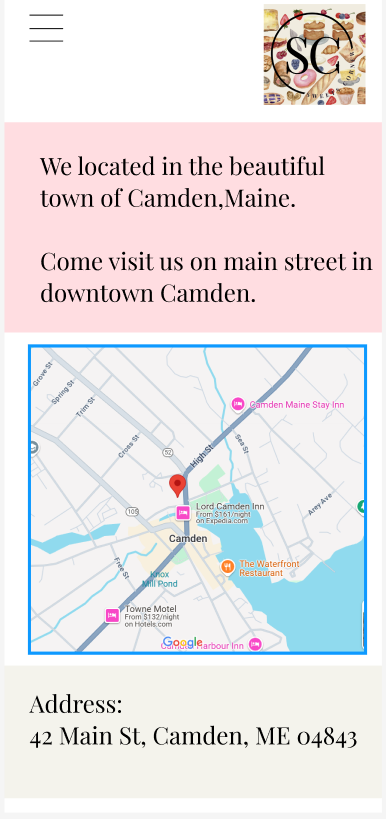 SC
We located in the beautiful
town of Camden,Maine.
Come visit us on main street in
downtown Camden.
Grove St
Spring St
Trim St
Cross St
52
High St
Sea St
Camden Maine Stay Inn
Arey Ave
105
Lord Camden Inn
From $161/night
on Expedia.com
Camden
Free St
Knox
Mill Pond
The Waterfront
Restaurant
Towne Motel
From $132/night
on Hotels.com
Google
Camden Harbour Inn
Address:
42 Main St, Camden, ME 04843